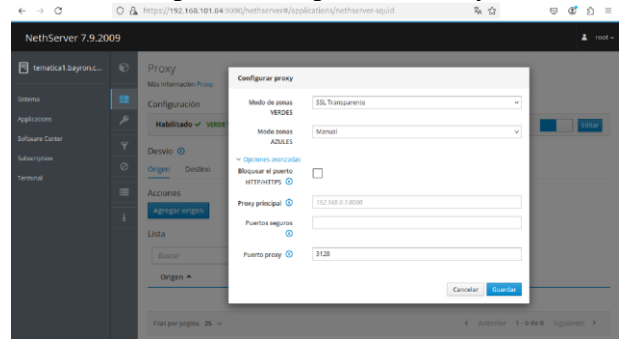 https://192.168.101.84:9090/nethserver#/applications/nethserver-squid
NethServer 7.9.2009
root
tematica1.bayron.c...
Sistema
Applications
Software Center
Subscription
Terminal
Proxy
Más información Proxy.
Configuración
Habilitado VERDE
Editar
Desvío
Origen Destino
Acciones
Agregar origen
Lista
Buscar
Origen
Filas por página 25
Anterior 1-0 de 0 Siguiente
Configurar proxy
Modo de zonas VERDES
SSL Transparente
Modo zonas AZULES
Manual
Opciones avanzadas
Bloquear el puerto HTTP/HTTPS
Proxy principal
192.168.0.1:8080
Puertos seguros
Puerto proxy
3128
Cancelar Guardar